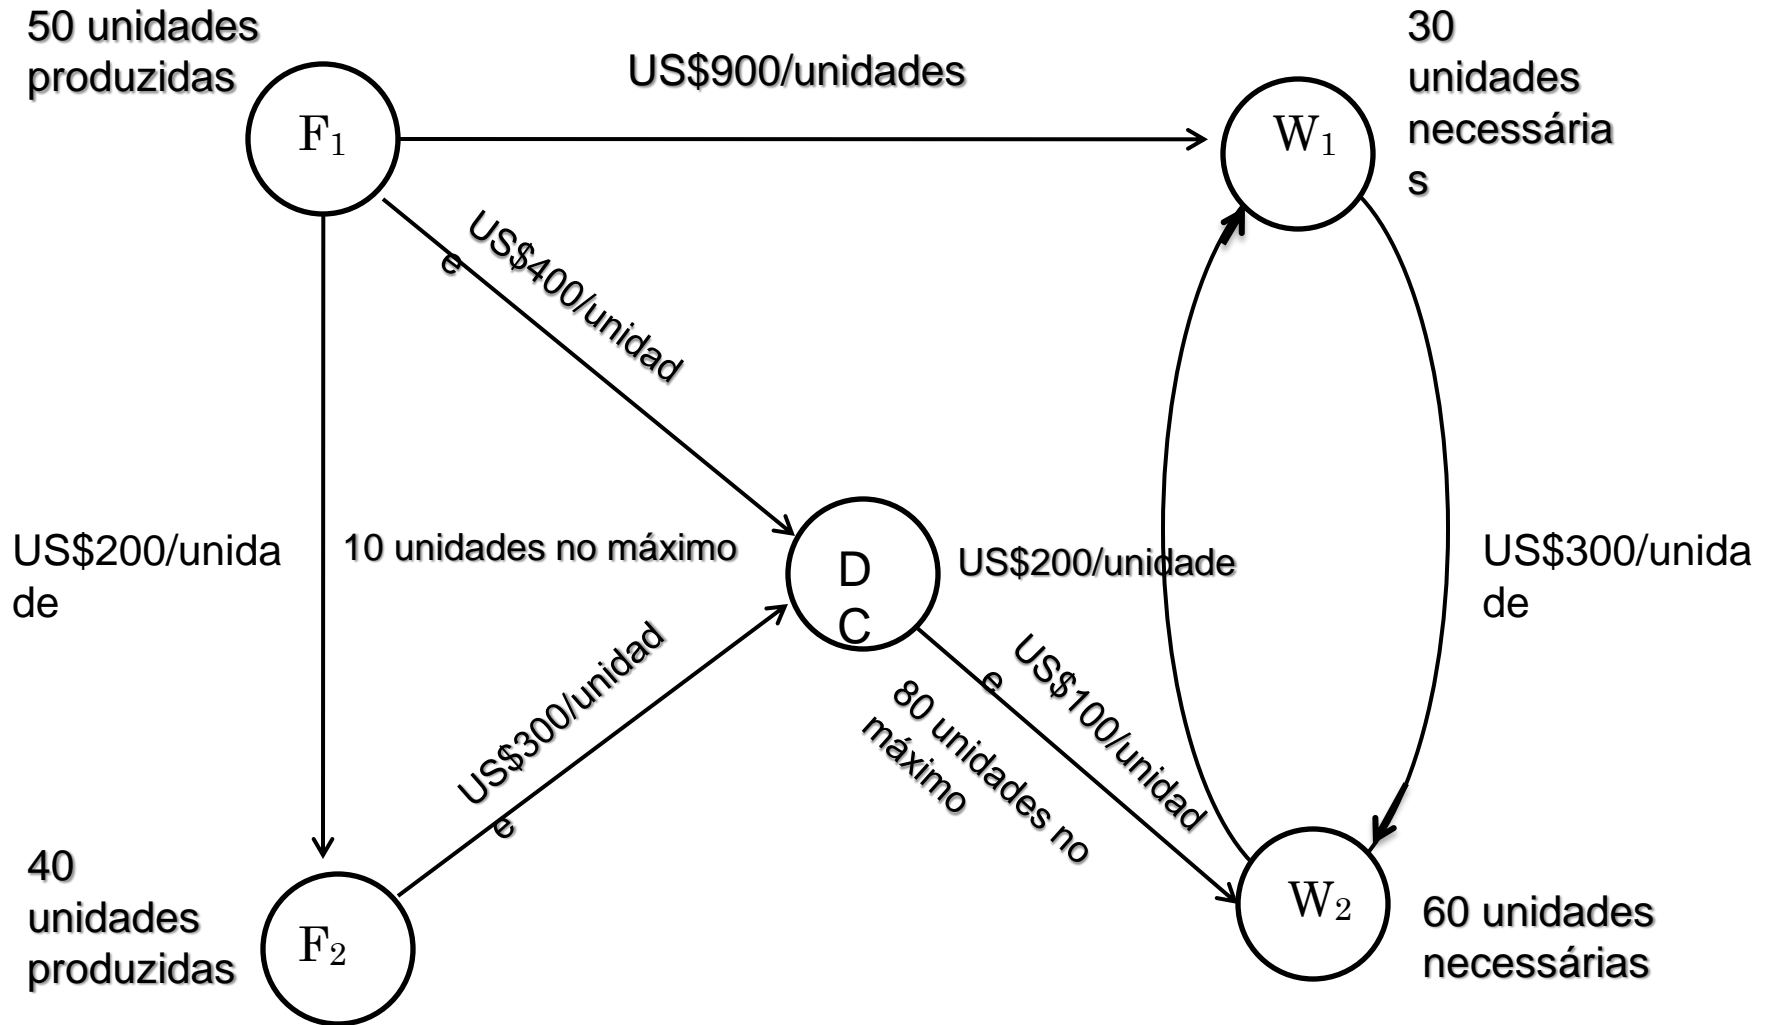 50 unidades
produzidas
F₁
US$900/unidades
W₁
30
unidades
necessária
s
US$400/unidad
e
US$200/unida
de
10 unidades no máximo
D
C
US$200/unidade
US$300/unida
de
US$300/unidad
e
US$100/unidad
e
80 unidades no
máximo
40
unidades
produzidas
F₂
W₂
60 unidades
necessárias